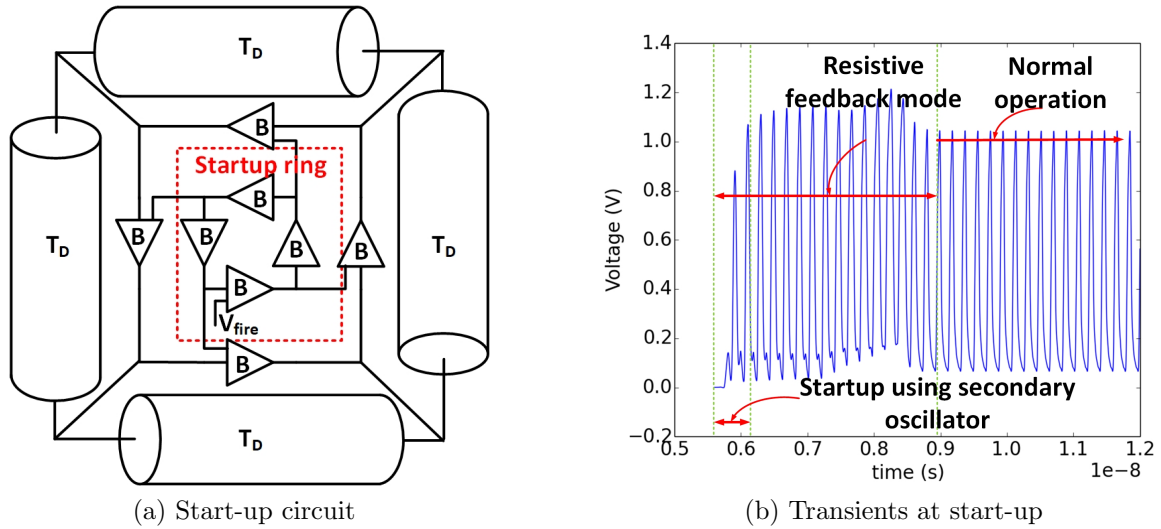 T_D
B
Startup ring
B
T_D
B
B
B
B
T_D
B
V_fire
B
T_D
(a) Start-up circuit
1.4
1.2
1.0
0.8
0.6
0.4
0.2
0.0
−0.2
Voltage (V)
Resistive
feedback mode
Normal
operation
Startup using secondary
oscillator
0.5 0.6 0.7 0.8 0.9 1.0 1.1 1.2
time (s)
1e−8
(b) Transients at start-up